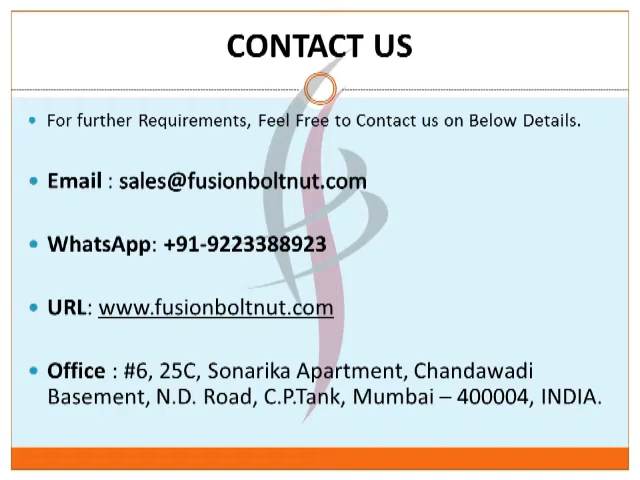 CONTACT US
• For further Requirements, Feel Free to Contact us on Below Details.
• Email : sales@fusionboltnut.com
• WhatsApp: +91-9223388923
• URL: www.fusionboltnut.com
• Office : #6, 25C, Sonarika Apartment, Chandawadi
Basement, N.D. Road, C.P.Tank, Mumbai – 400004, INDIA.